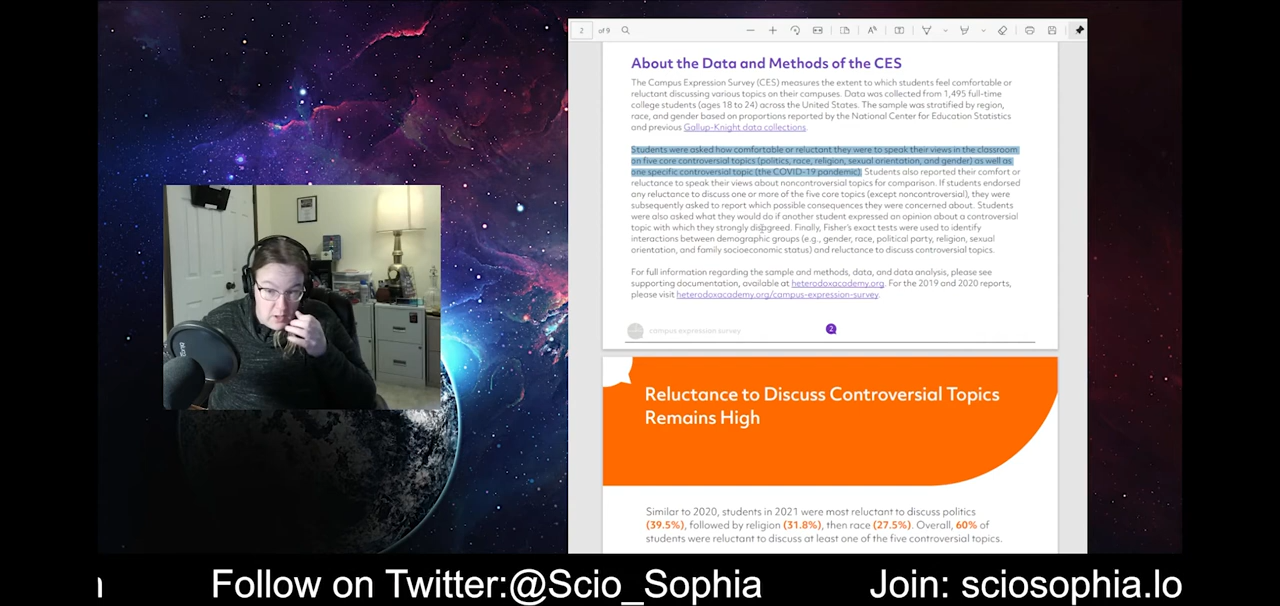 2 of 9
About the Data and Methods of the CES
The Campus Expression Survey (CES) measures the extent to which students feel comfortable or
reluctant discussing various topics on their campuses. Data was collected from 1,495 full-time
college students (ages 18 to 24) across the United States. The sample was stratified by region,
race, and gender based on proportions reported by the National Center for Education Statistics
and previous Gallup-Knight data collections.
Students were asked how comfortable or reluctant they were to speak their views in the classroom
on five core controversial topics (politics, race, religion, sexual orientation, and gender) as well as
one specific controversial topic (the COVID-19 pandemic). Students also reported their comfort or
reluctance to speak their views about noncontroversial topics for comparison. If students endorsed
any reluctance to discuss one or more of the five core topics (except noncontroversial), they were
subsequently asked to report which possible consequences they were concerned about. Students
were also asked what they would do if another student expressed an opinion about a controversial
topic with which they strongly disagreed. Finally, Fisher's exact tests were used to identify
interactions between demographic groups (e.g., gender, race, political party, religion, sexual
orientation, and family socioeconomic status) and reluctance to discuss controversial topics.
For full information regarding the sample and methods, data, and data analysis, please see
supporting documentation, available at heterodoxacademy.org. For the 2019 and 2020 reports,
please visit heterodoxacademy.org/campus-expression-survey.
campus expression survey
2
Reluctance to Discuss Controversial Topics
Remains High
Similar to 2020, students in 2021 were most reluctant to discuss politics
(39.5%), followed by religion (31.8%), then race (27.5%). Overall, 60% of
students were reluctant to discuss at least one of the five controversial topics.
Follow on Twitter:@Scio_Sophia Join: sciosophia.lo